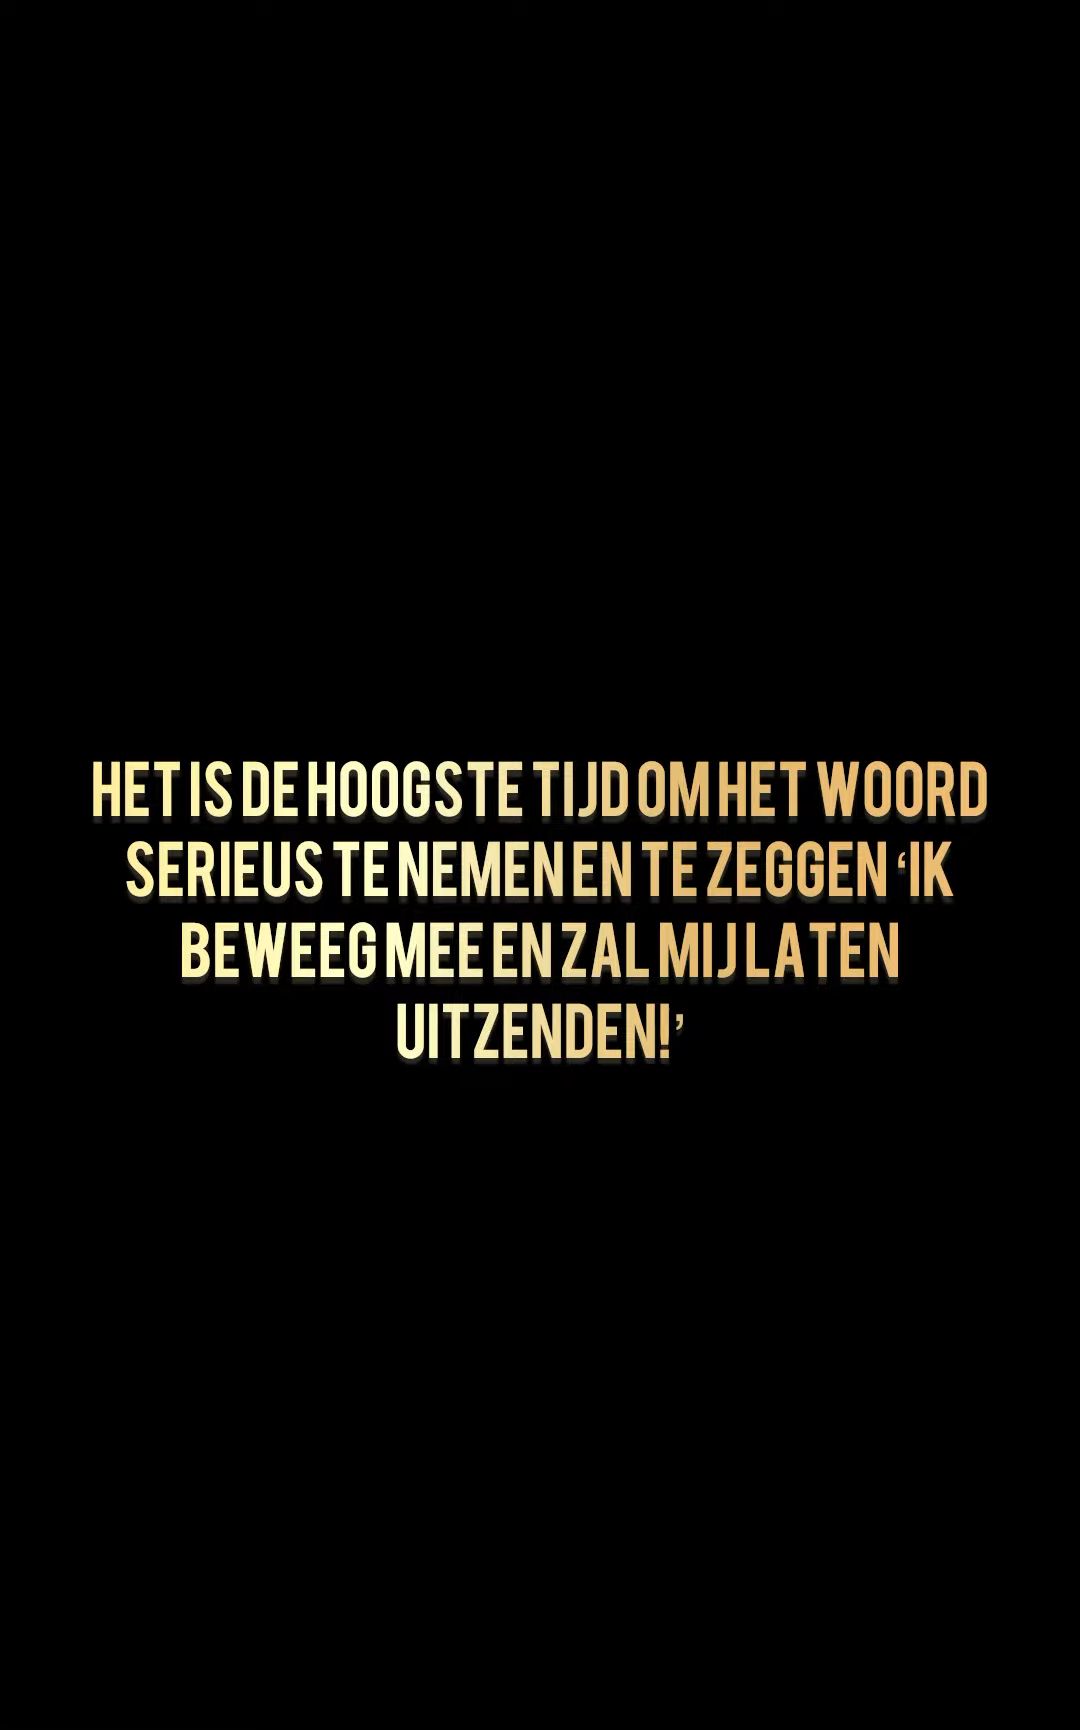 HET IS DE HOOGSTE TIJD OM HET WOORD
SERIEUS TE NEMEN EN TE ZEGGEN ‘IK
BEWEEG MEE EN ZAL MIJ LATEN
UITZENDEN!’